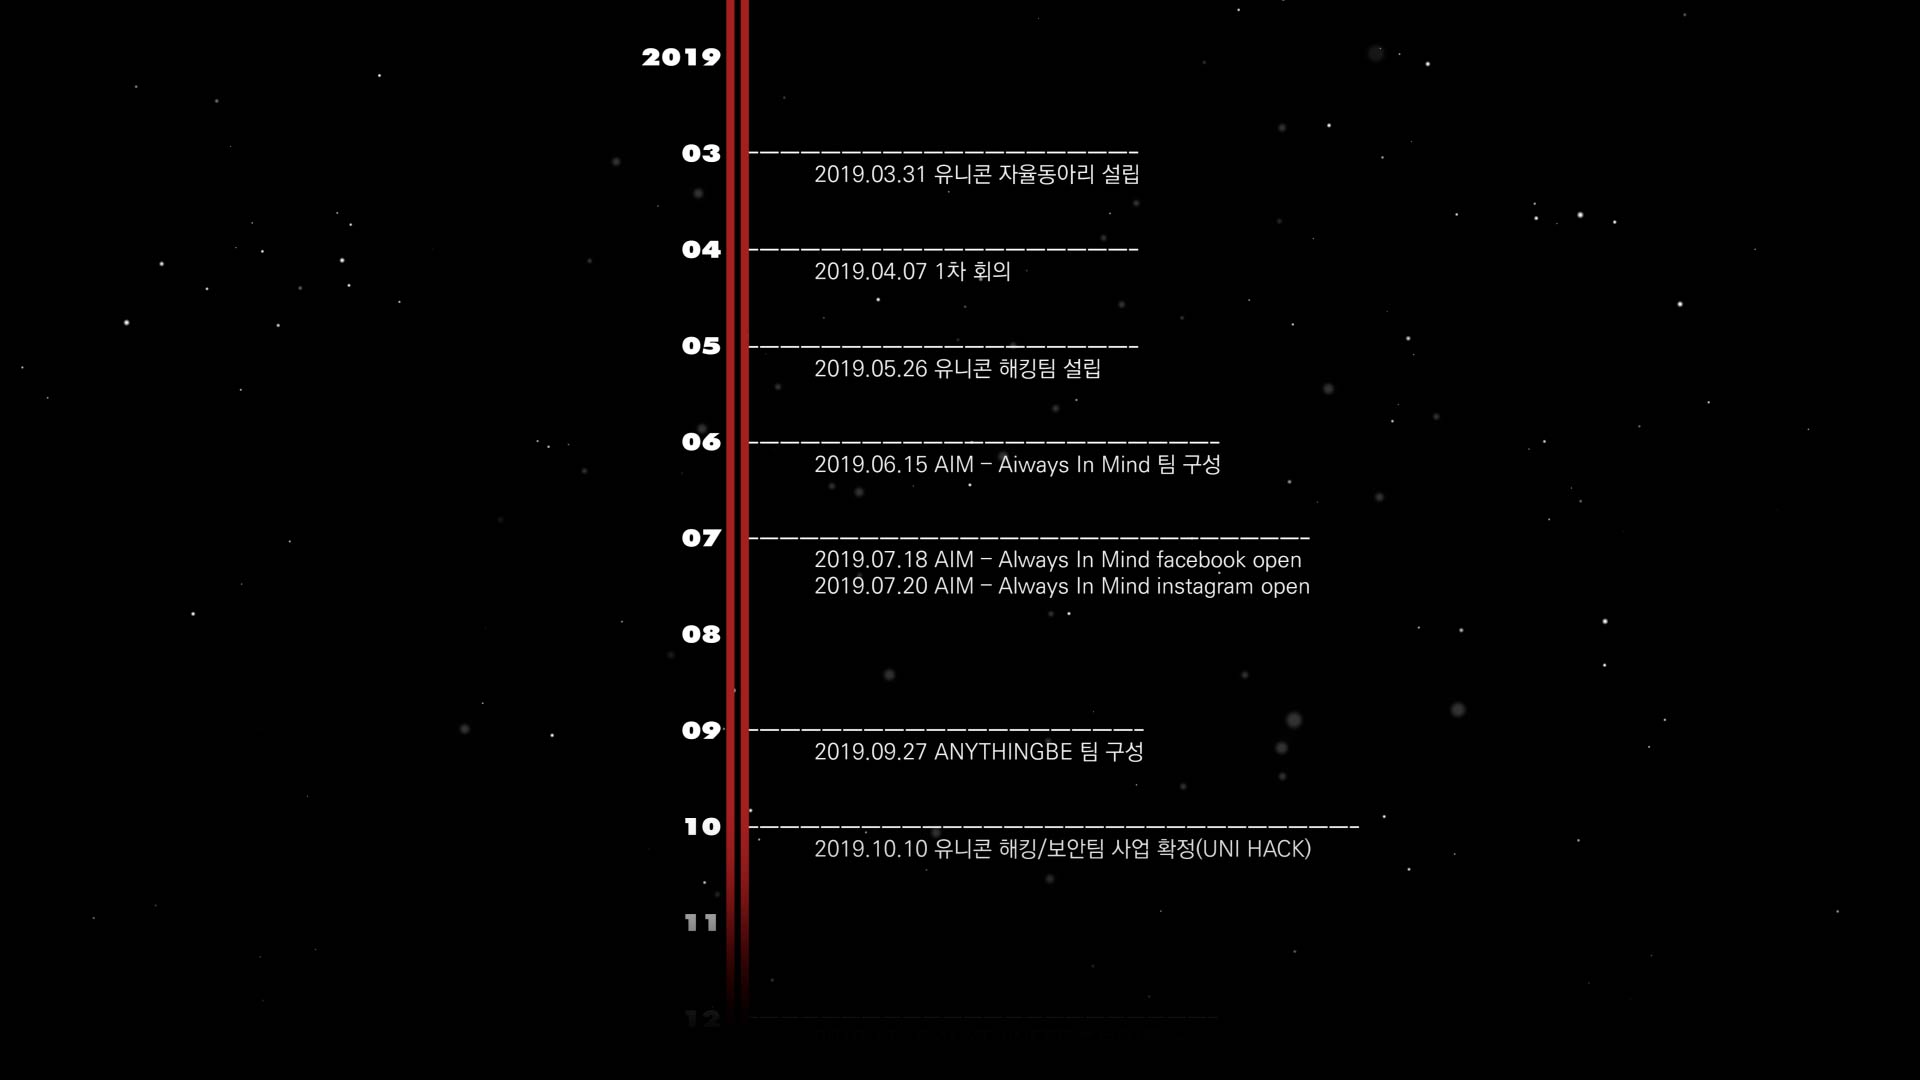 2019
03
2019.03.31 유니콘 자율동아리 설립
04
2019.04.07 1차 회의
05
2019.05.26 유니콘 해킹팀 설립
06
2019.06.15 AIM – Aiways In Mind 팀 구성
07
2019.07.18 AIM – Always In Mind facebook open
2019.07.20 AIM – Always In Mind instagram open
08
09
2019.09.27 ANYTHINGBE 팀 구성
10
2019.10.10 유니콘 해킹/보안팀 사업 확정(UNI HACK)
11
12